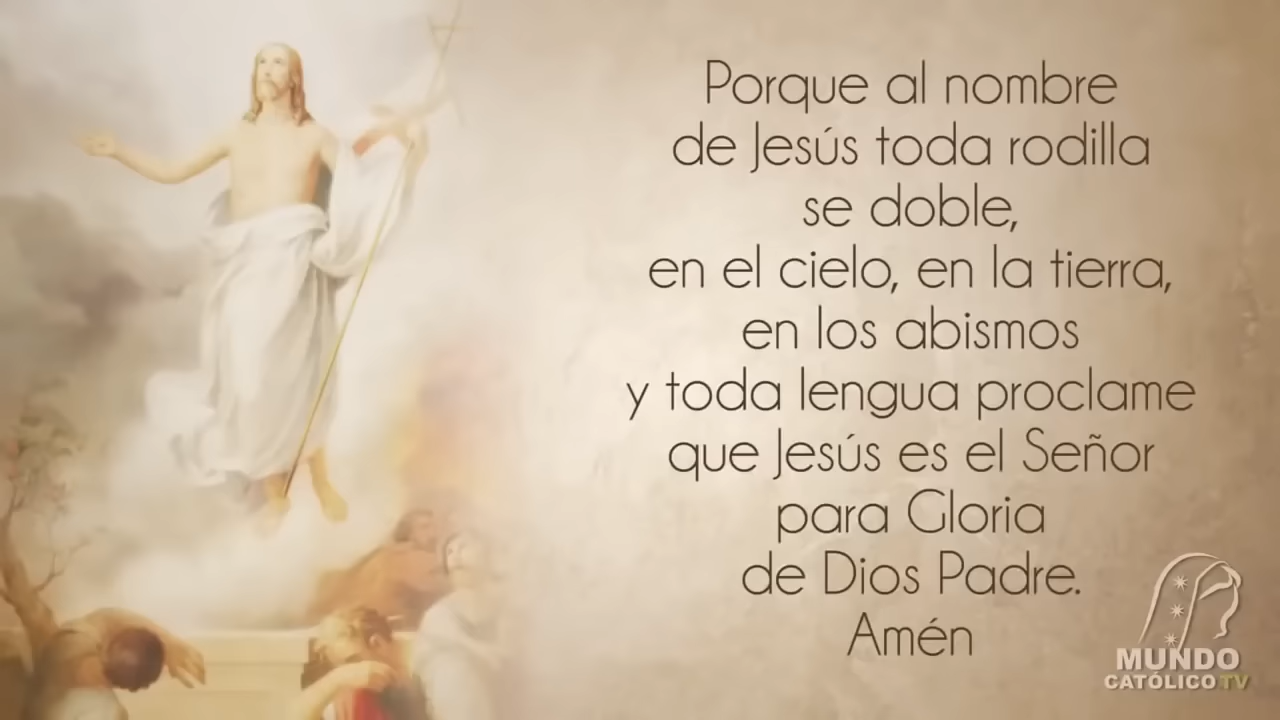 Porque al nombre
de Jesús toda rodilla
se doble,
en el cielo, en la tierra,
en los abismos
y toda lengua proclame
que Jesús es el Señor
para Gloria
de Dios Padre.
Amén
MUNDO
CATÓLICO TV